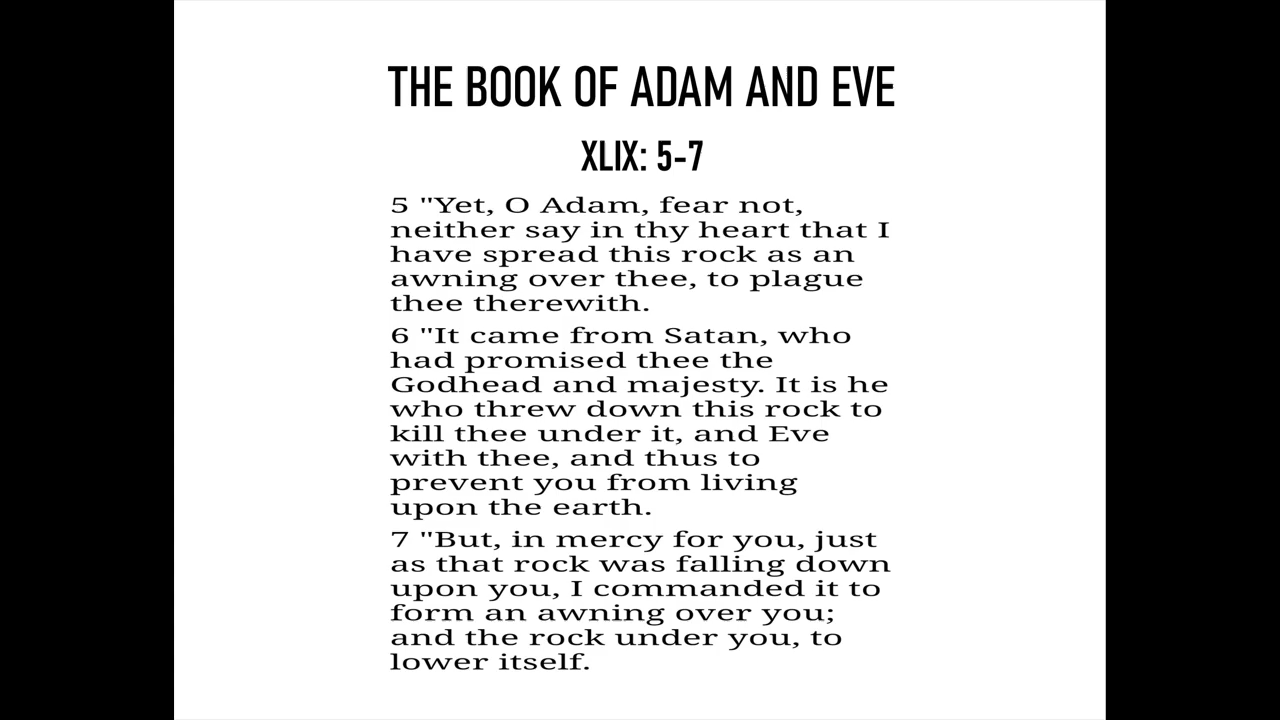 THE BOOK OF ADAM AND EVE
XLIX: 5-7
5 "Yet, O Adam, fear not,
neither say in thy heart that I
have spread this rock as an
awning over thee, to plague
thee therewith.
6 "It came from Satan, who
had promised thee the
Godhead and majesty. It is he
who threw down this rock to
kill thee under it, and Eve
with thee, and thus to
prevent you from living
upon the earth.
7 "But, in mercy for you, just
as that rock was falling down
upon you, I commanded it to
form an awning over you;
and the rock under you, to
lower itself.